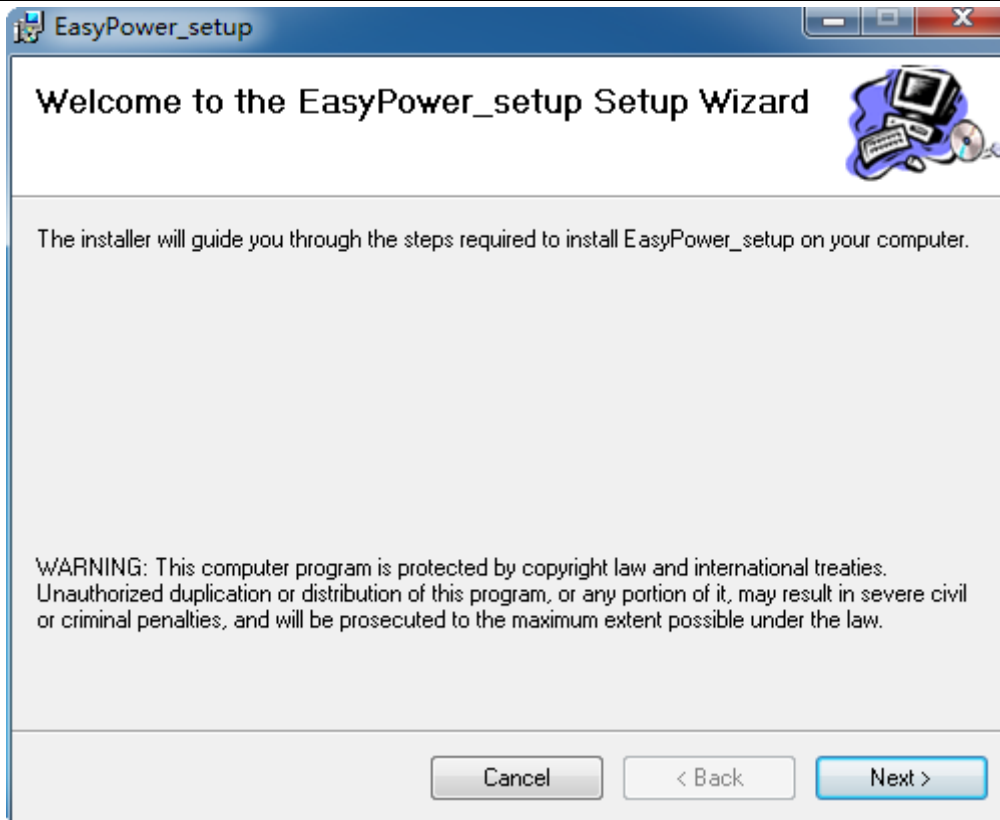 EasyPower_setup
Welcome to the EasyPower_setup Setup Wizard
The installer will guide you through the steps required to install EasyPower_setup on your computer.
WARNING: This computer program is protected by copyright law and international treaties.
Unauthorized duplication or distribution of this program, or any portion of it, may result in severe civil
or criminal penalties, and will be prosecuted to the maximum extent possible under the law.
Cancel < Back Next >